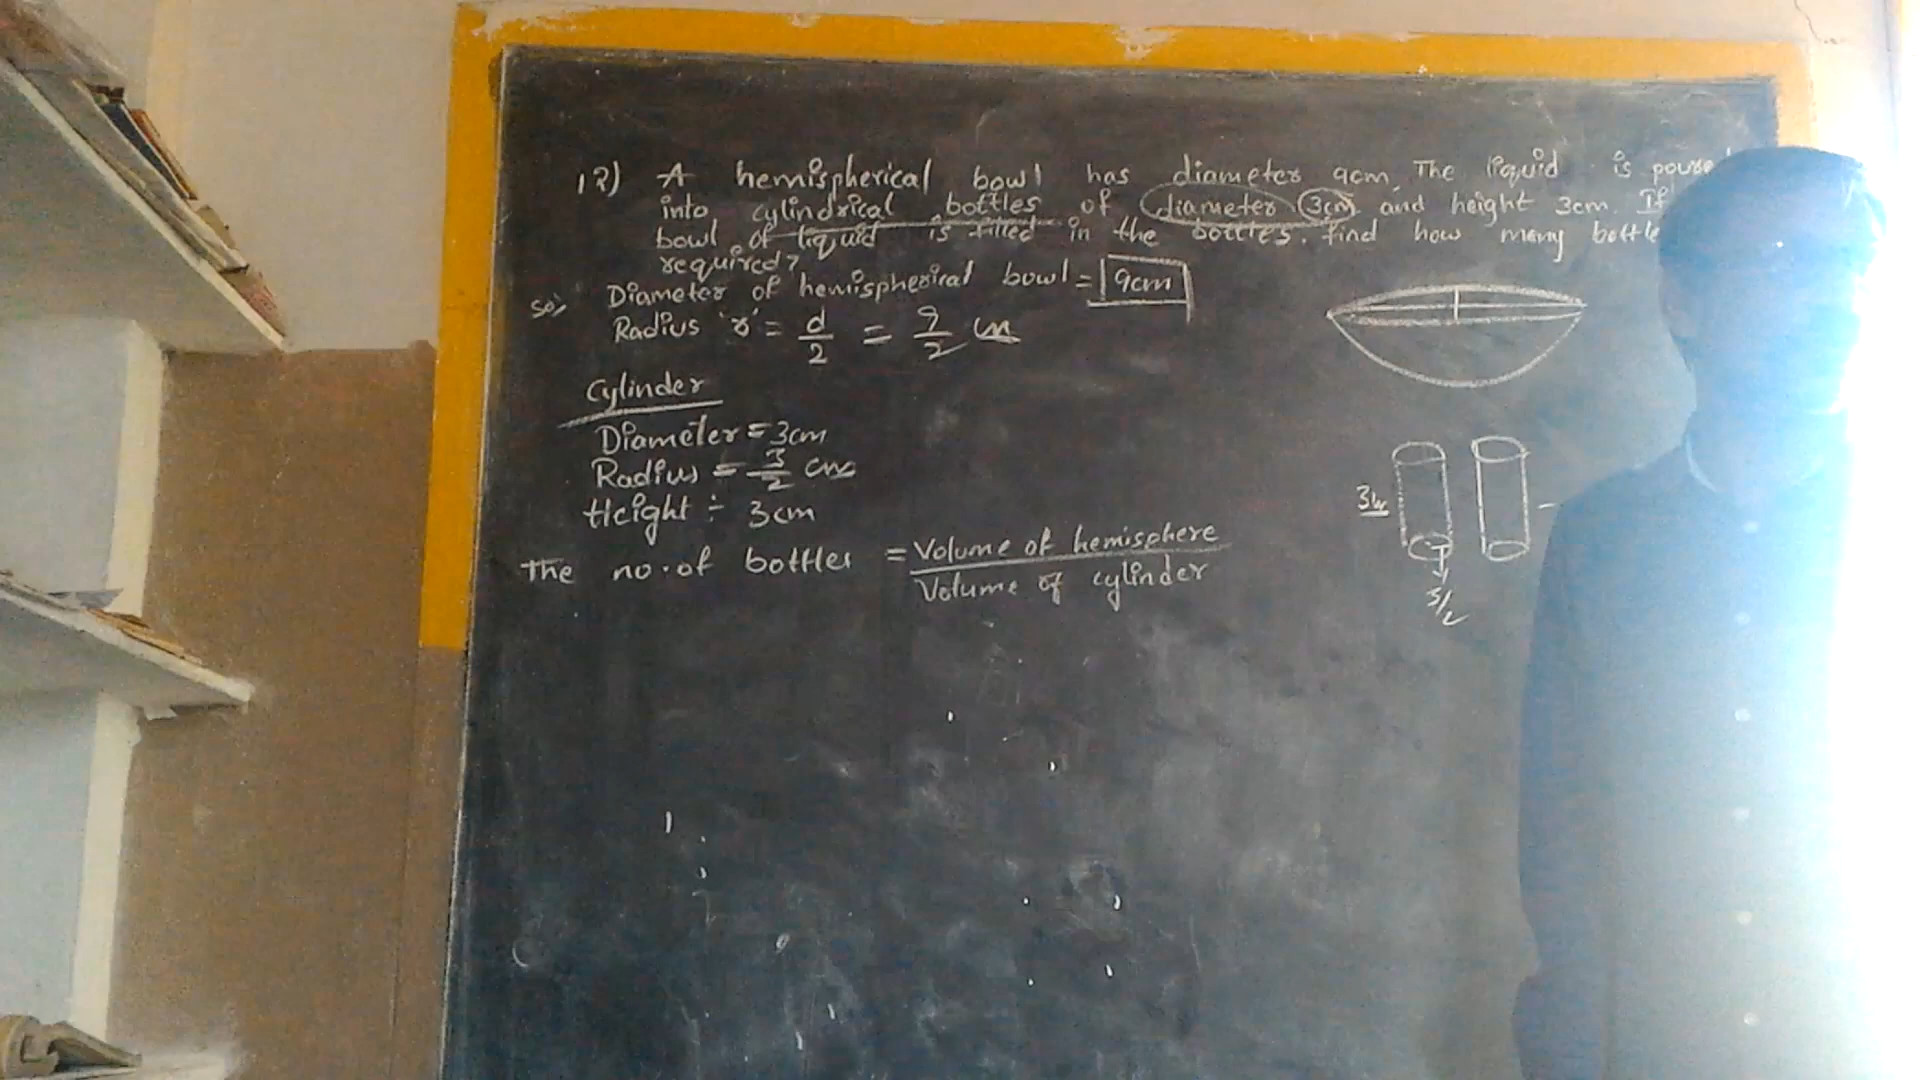 12) A hemispherical bowl has diameter 9cm. The liquid is poure
into cylindrical bottles of diameter 3cm and height 3cm. If
bowl of liquid is filled in the bottles. find how many bottle
required?
Sol: Diameter of hemispherical bowl = 9cm
Radius 'r' = d/2 = 9/2 cm
Cylinder
Diameter = 3cm
Radius = 3/2 cm
Height : 3cm
The no. of bottles = Volume of hemisphere / Volume of cylinder
3/2